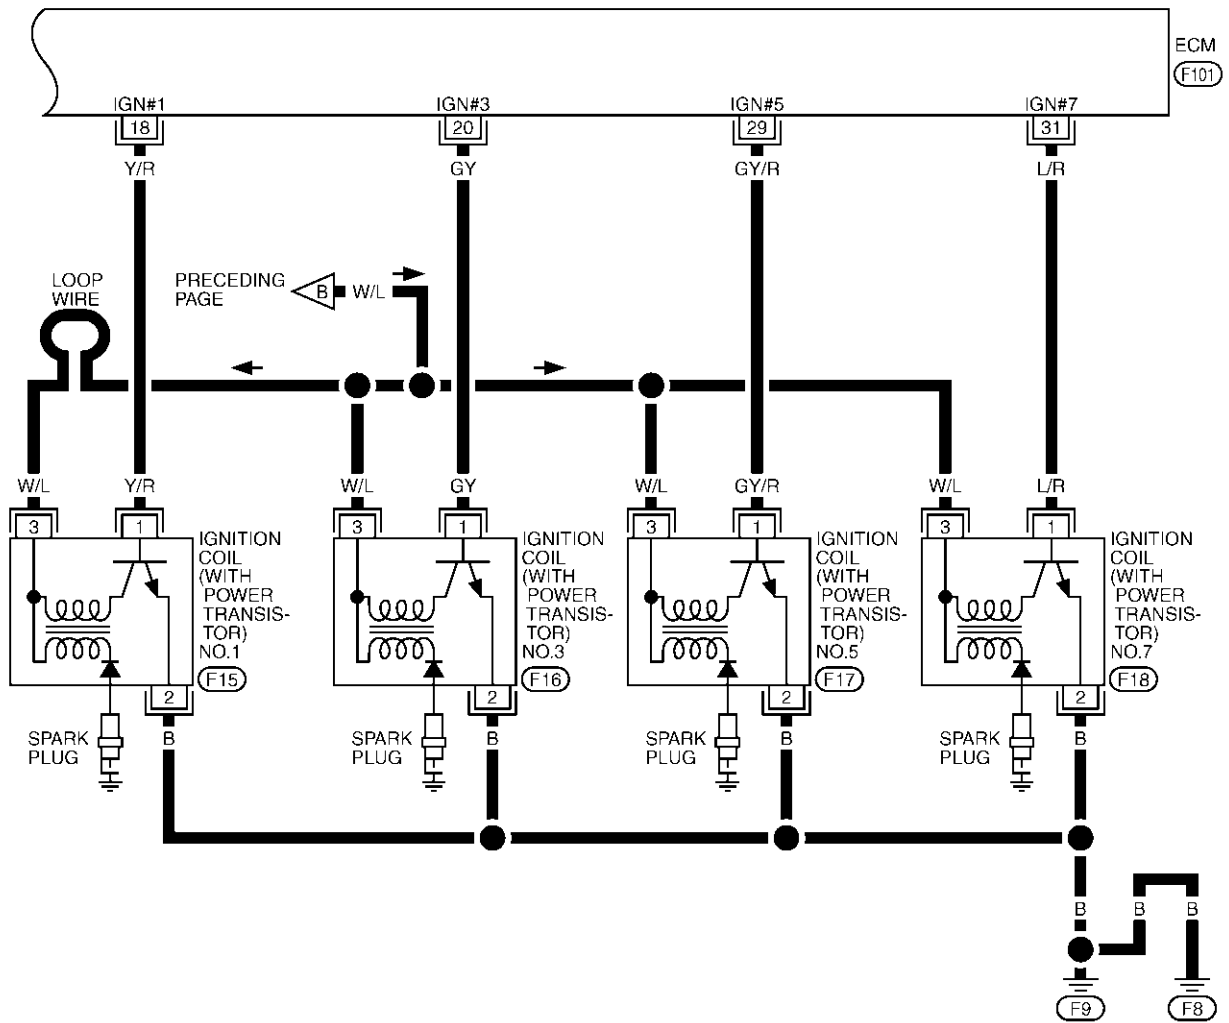 ECM
F101
IGN#1
IGN#3
IGN#5
IGN#7
18
20
29
31
Y/R
GY
GY/R
L/R
LOOP
WIRE
PRECEDING
PAGE
B
W/L
W/L
Y/R
W/L
GY
W/L
GY/R
W/L
L/R
3
1
3
1
3
1
3
1
IGNITION
COIL
(WITH
POWER
TRANSIS-
TOR)
NO.1
F15
IGNITION
COIL
(WITH
POWER
TRANSIS-
TOR)
NO.3
F16
IGNITION
COIL
(WITH
POWER
TRANSIS-
TOR)
NO.5
F17
IGNITION
COIL
(WITH
POWER
TRANSIS-
TOR)
NO.7
F18
2
2
2
2
SPARK
PLUG
B
SPARK
PLUG
B
SPARK
PLUG
B
SPARK
PLUG
B
B
B
B
F9
F8